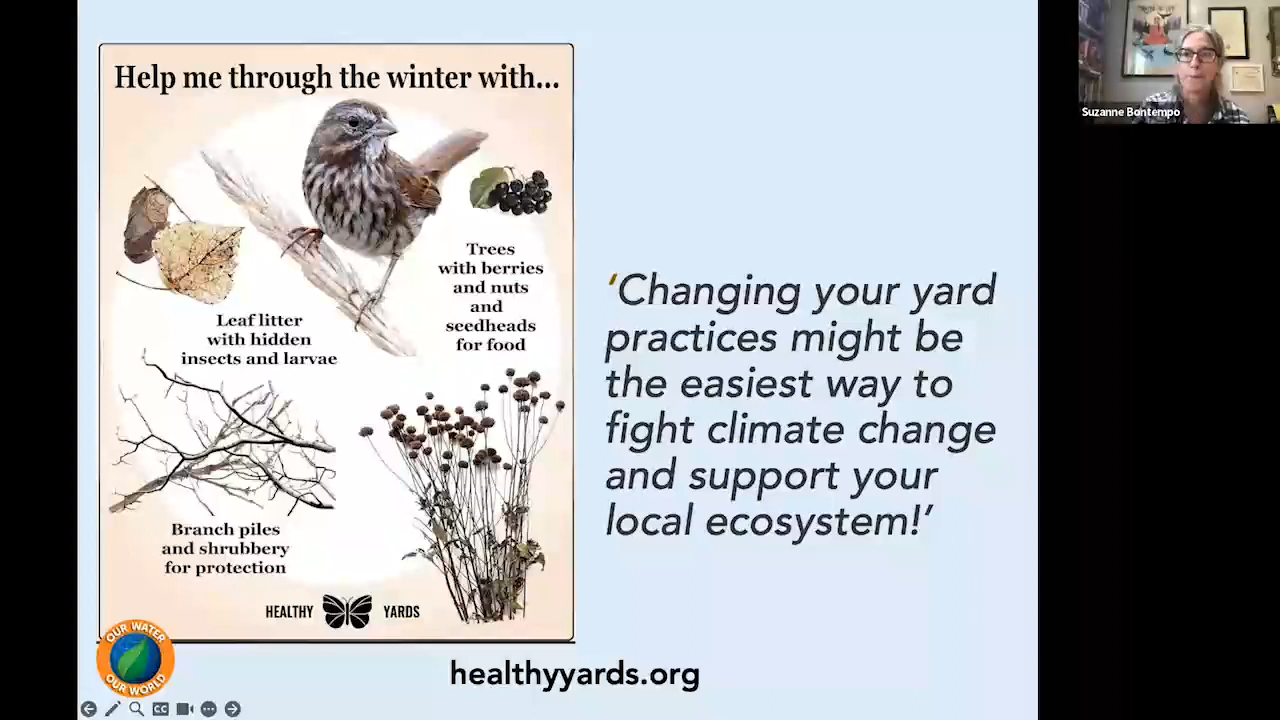 Help me through the winter with...
Trees
with berries
and nuts
and
seedheads
for food
Leaf litter
with hidden
insects and larvae
Branch piles
and shrubbery
for protection
HEALTHY YARDS
OUR WATER
OUR WORLD
‘Changing your yard
practices might be
the easiest way to
fight climate change
and support your
local ecosystem!’
healthyyards.org
CC
Suzanne Bontempo